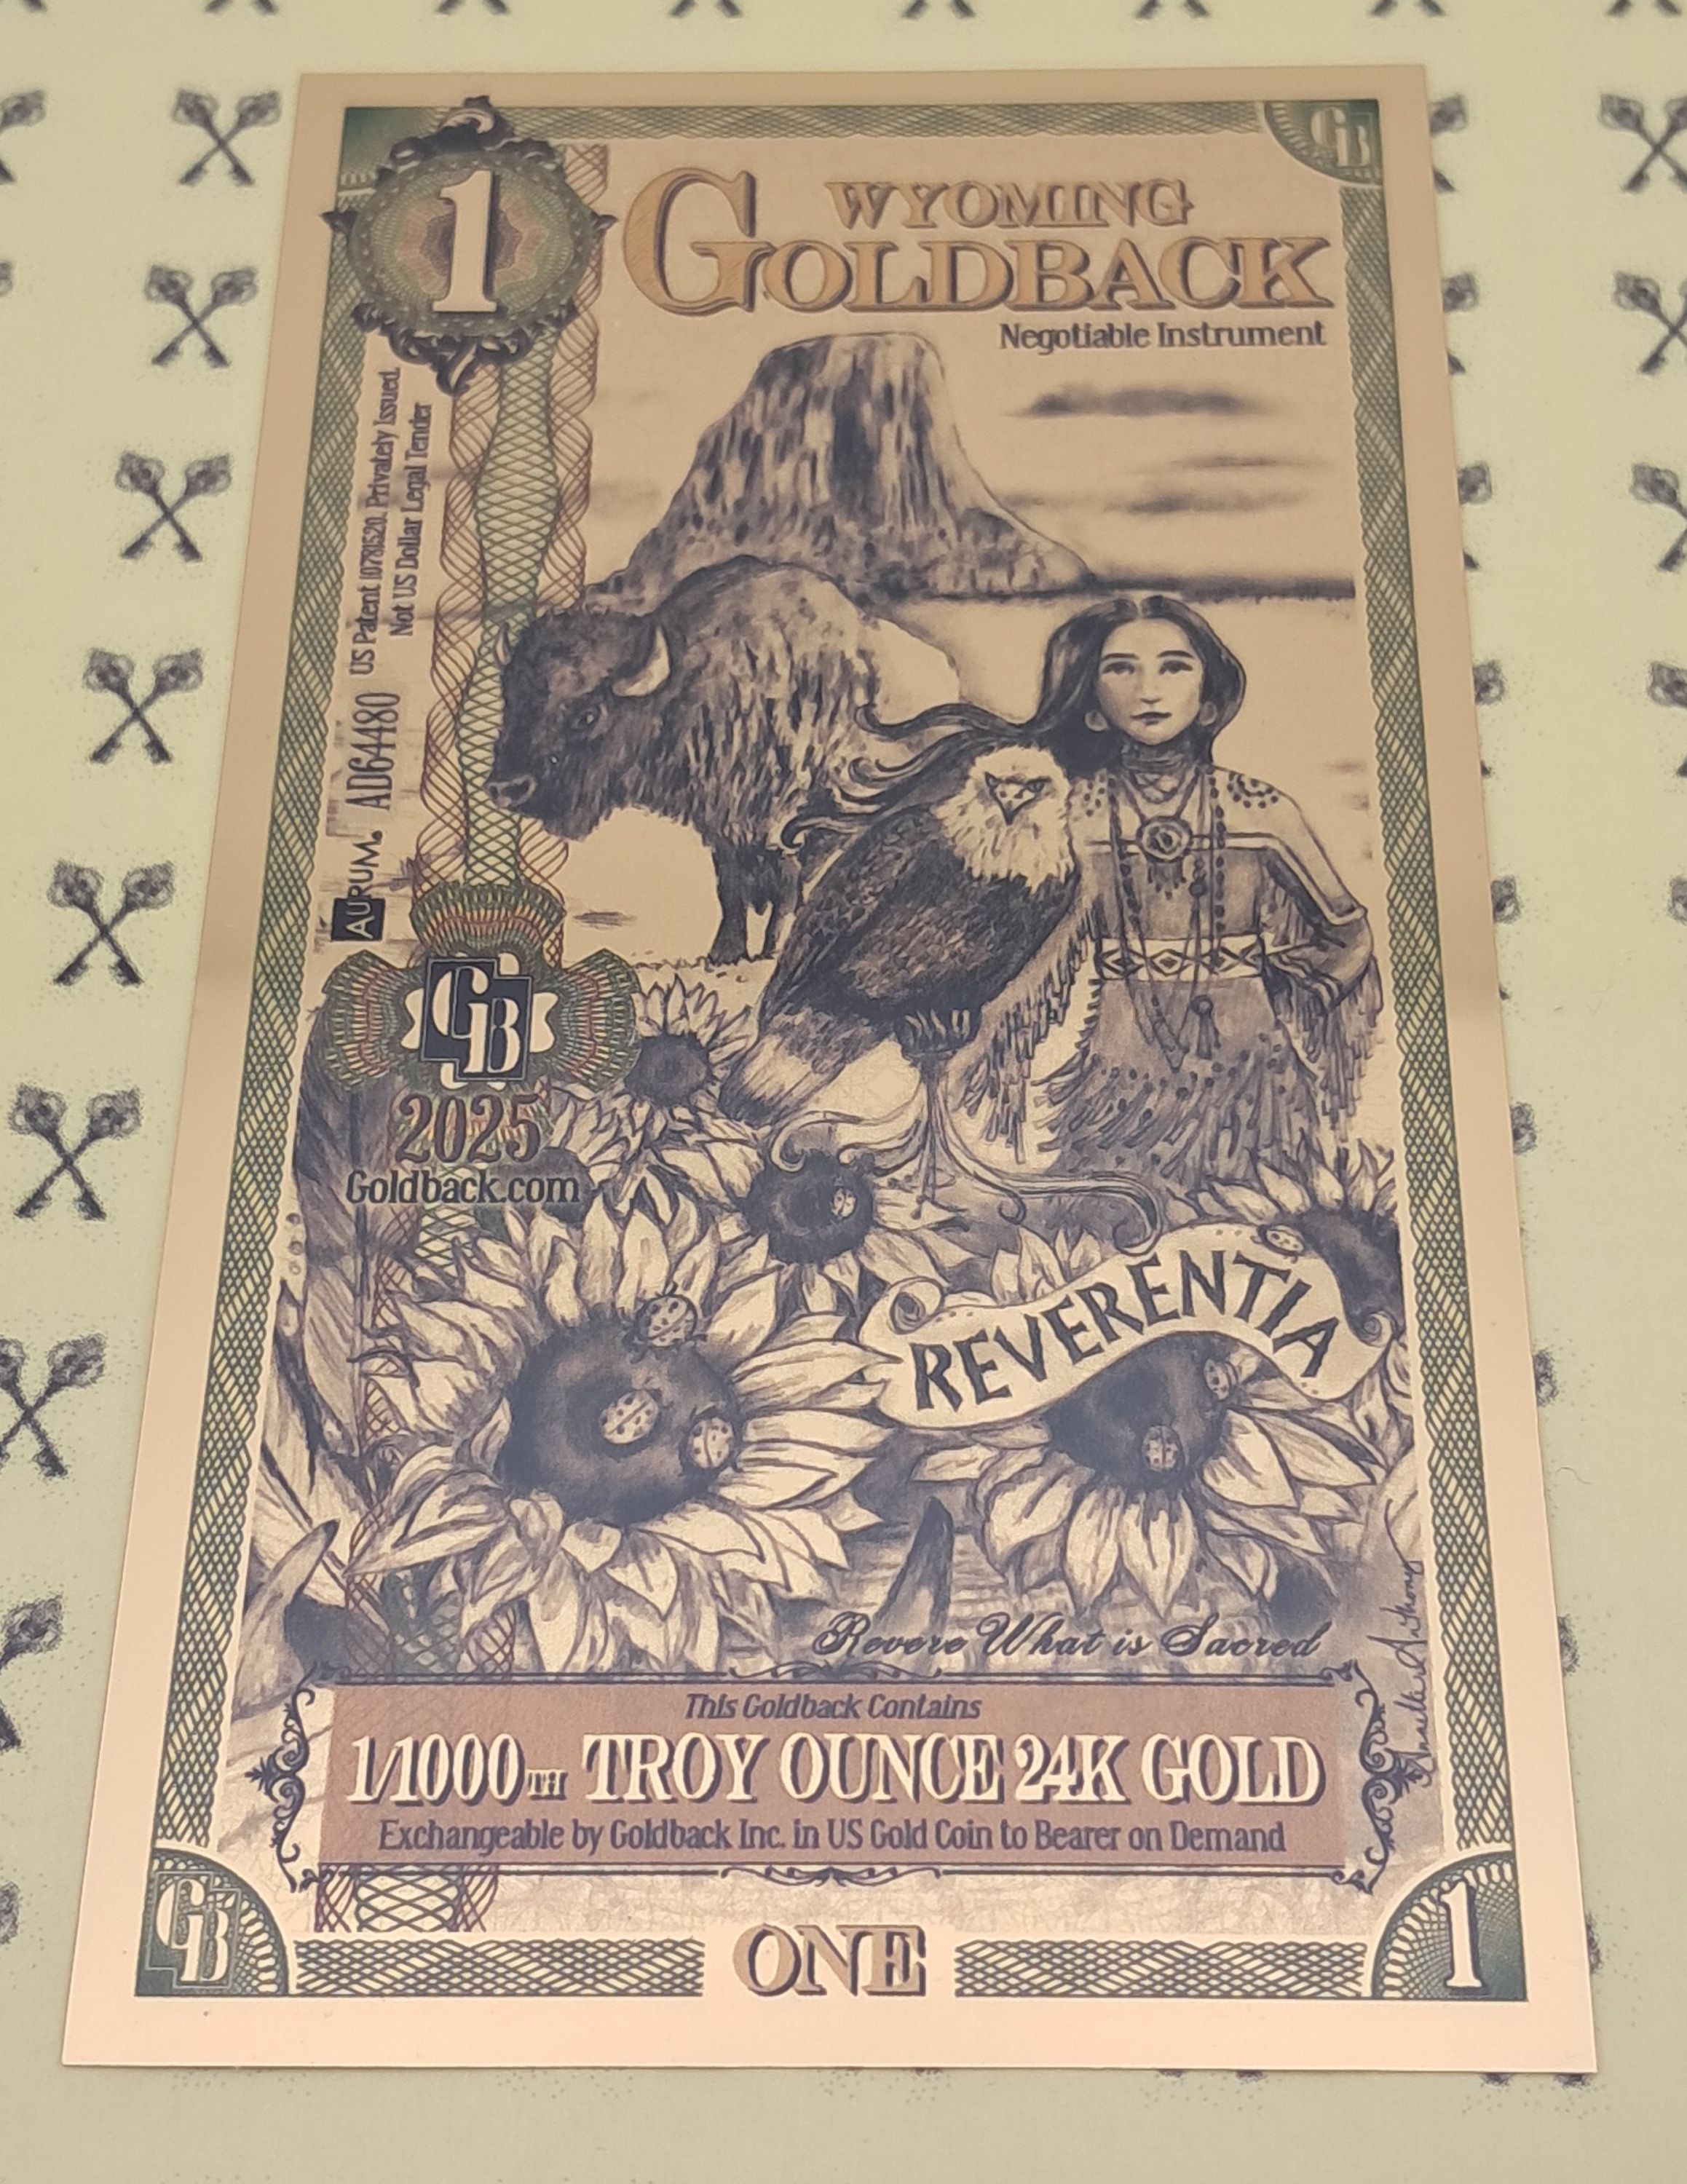 1
WYOMING
GOLDBACK
Negotiable Instrument
GB
US Patent 10781520. Privately Issued.
Not US Dollar Legal Tender
AURUM. AD64480
GB
2025
Goldback.com
REVERENTIA
Revere What is Sacred
This Goldback Contains
1/1000TH TROY OUNCE 24K GOLD
Exchangeable by Goldback Inc. in US Gold Coin to Bearer on Demand
GB
ONE
1